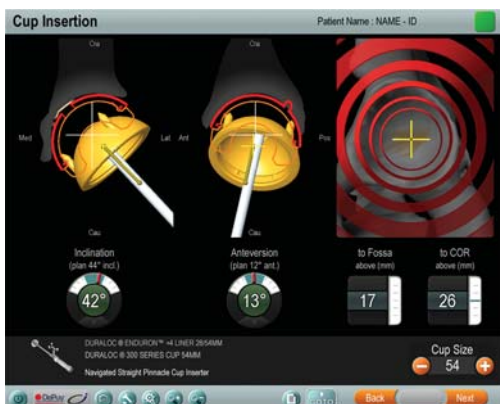 Cup Insertion
Patient Name : NAME - ID
Cra
Cra
Med
Lat
Ant
Pos
Cau
Cau
Inclination
(plan 44° incl.)
42°
Anteversion
(plan 12° ant.)
13°
to Fossa
above (mm)
17
to COR
above (mm)
26
DURALOC ® ENDURON™ +4 LINER 28/54MM
DURALOC ® 300 SERIES CUP 54MM
Navigated Straight Pinnacle Cup Inserter
Cup Size
54
DePuy
Back
Next